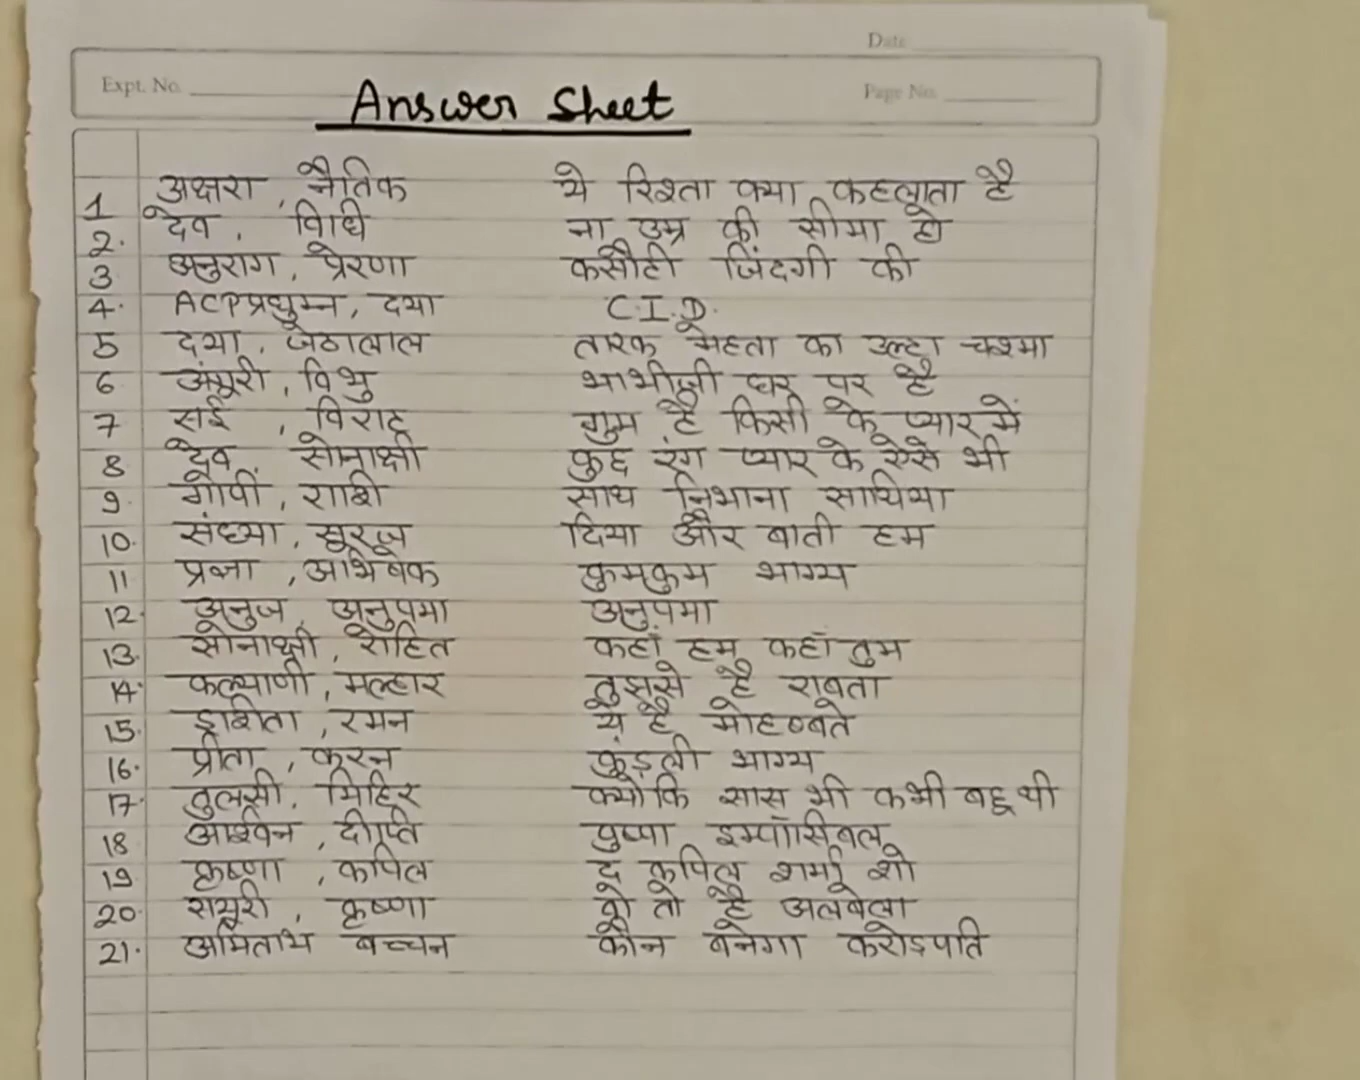 Date
Expt. No.
Page No.
Answer Sheet
1 अक्षरा, नैतिक ये रिश्ता क्या कहलाता है
2. देव, विधि ना उम्र की सीमा हो
3 अनुराग, प्रेरणा कसौटी जिंदगी की
4. ACP प्रद्युम्न, दया C.I.D.
5 दया, जेठालाल तारक मेहता का उल्टा चश्मा
6 अंगूरी, विभु भाभीजी घर पर है
7 सई, विराट गुम है किसी के प्यार में
8 देव, सोनाक्षी कुछ रंग प्यार के ऐसे भी
9. गोपी, राशि साथ निभाना साथिया
10. संध्या, सूरज दिया और बाती हम
11 प्रज्ञा, अभिषेक कुमकुम भाग्य
12. अनुज, अनुपमा अनुपमा
13. सोनाक्षी, रोहित कहाँ हम कहाँ तुम
14. कल्याणी, मल्हार तुझसे है राबता
15. इशिता, रमन ये है मोहब्बते
16. प्रीता, करन कुंडली भाग्य
17. तुलसी, मिहिर क्योंकि सास भी कभी बहू थी
18 अश्विन, दीप्ति पुष्पा इम्पॉसिबल
19 कृष्णा, कपिल द कपिल शर्मा शो
20. सायूरी, कृष्णा ये तो है अलबेला
21. अमिताभ बच्चन कौन बनेगा करोड़पति